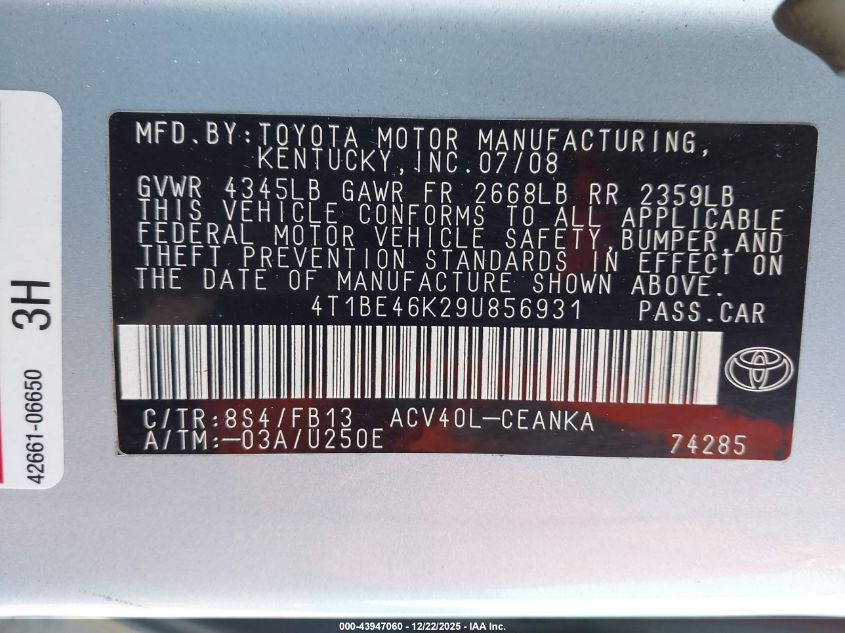 MFD.BY:TOYOTA MOTOR MANUFACTURING,
KENTUCKY,INC.07/08
GVWR 4345LB GAWR FR 2668LB RR 2359LB
THIS VEHICLE CONFORMS TO ALL APPLICABLE
FEDERAL MOTOR VEHICLE SAFETY,BUMPER,AND
THEFT PREVENTION STANDARDS IN EFFECT ON
THE DATE OF MANUFACTURE SHOWN ABOVE.
4T1BE46K29U856931 PASS.CAR
C/TR:8S4/FB13 ACV40L-CEANKA
A/TM:-03A/U250E 74285
3H
42661-06650
000-43947060 - 12/22/2025 - IAA Inc.